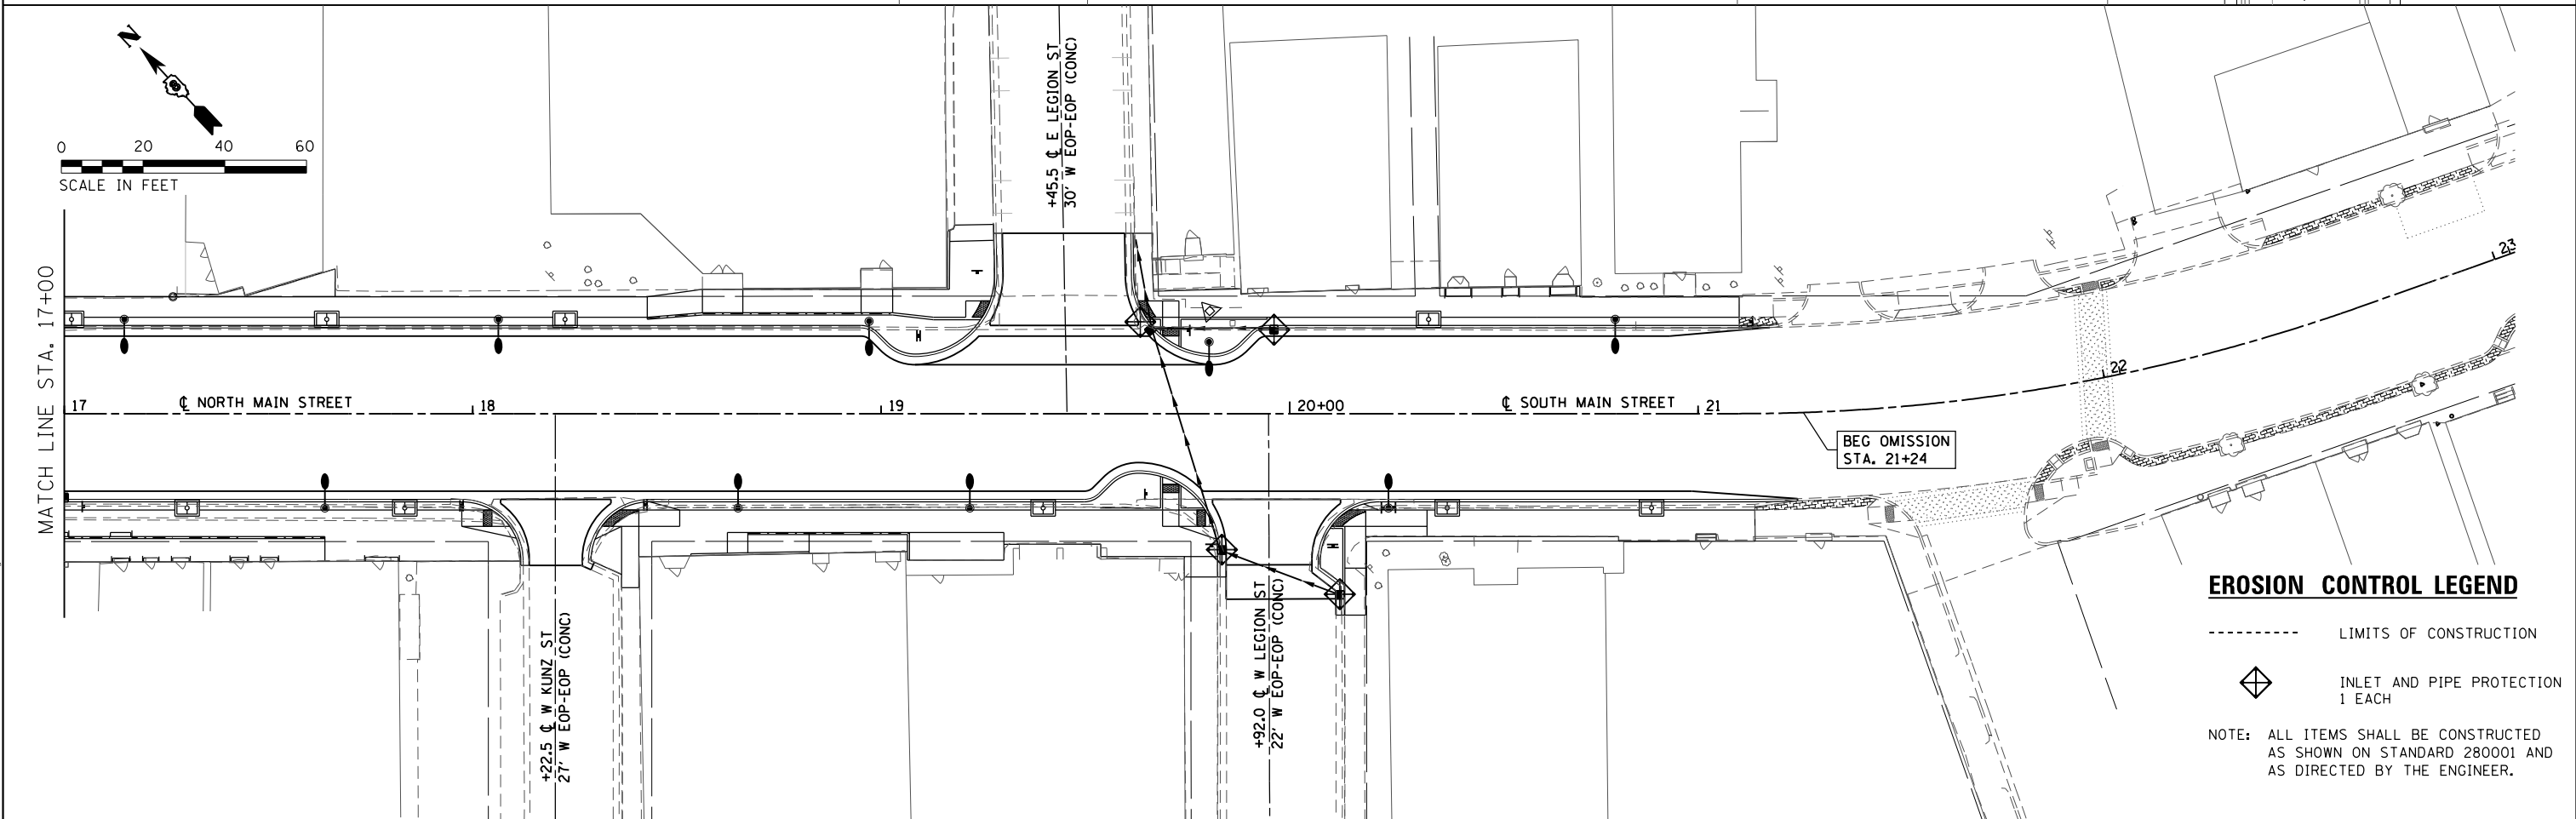 N
0 20 40 60
SCALE IN FEET
MATCH LINE STA. 17+00
+45.5 ℄ E LEGION ST
30' W EOP-EOP (CONC)
17
℄ NORTH MAIN STREET
18
19
20+00
℄ SOUTH MAIN STREET
21
22
23
BEG OMISSION
STA. 21+24
+22.5 ℄ W KUNZ ST
27' W EOP-EOP (CONC)
+92.0 ℄ W LEGION ST
22' W EOP-EOP (CONC)
EROSION CONTROL LEGEND
LIMITS OF CONSTRUCTION
INLET AND PIPE PROTECTION
1 EACH
NOTE: ALL ITEMS SHALL BE CONSTRUCTED
AS SHOWN ON STANDARD 280001 AND
AS DIRECTED BY THE ENGINEER.